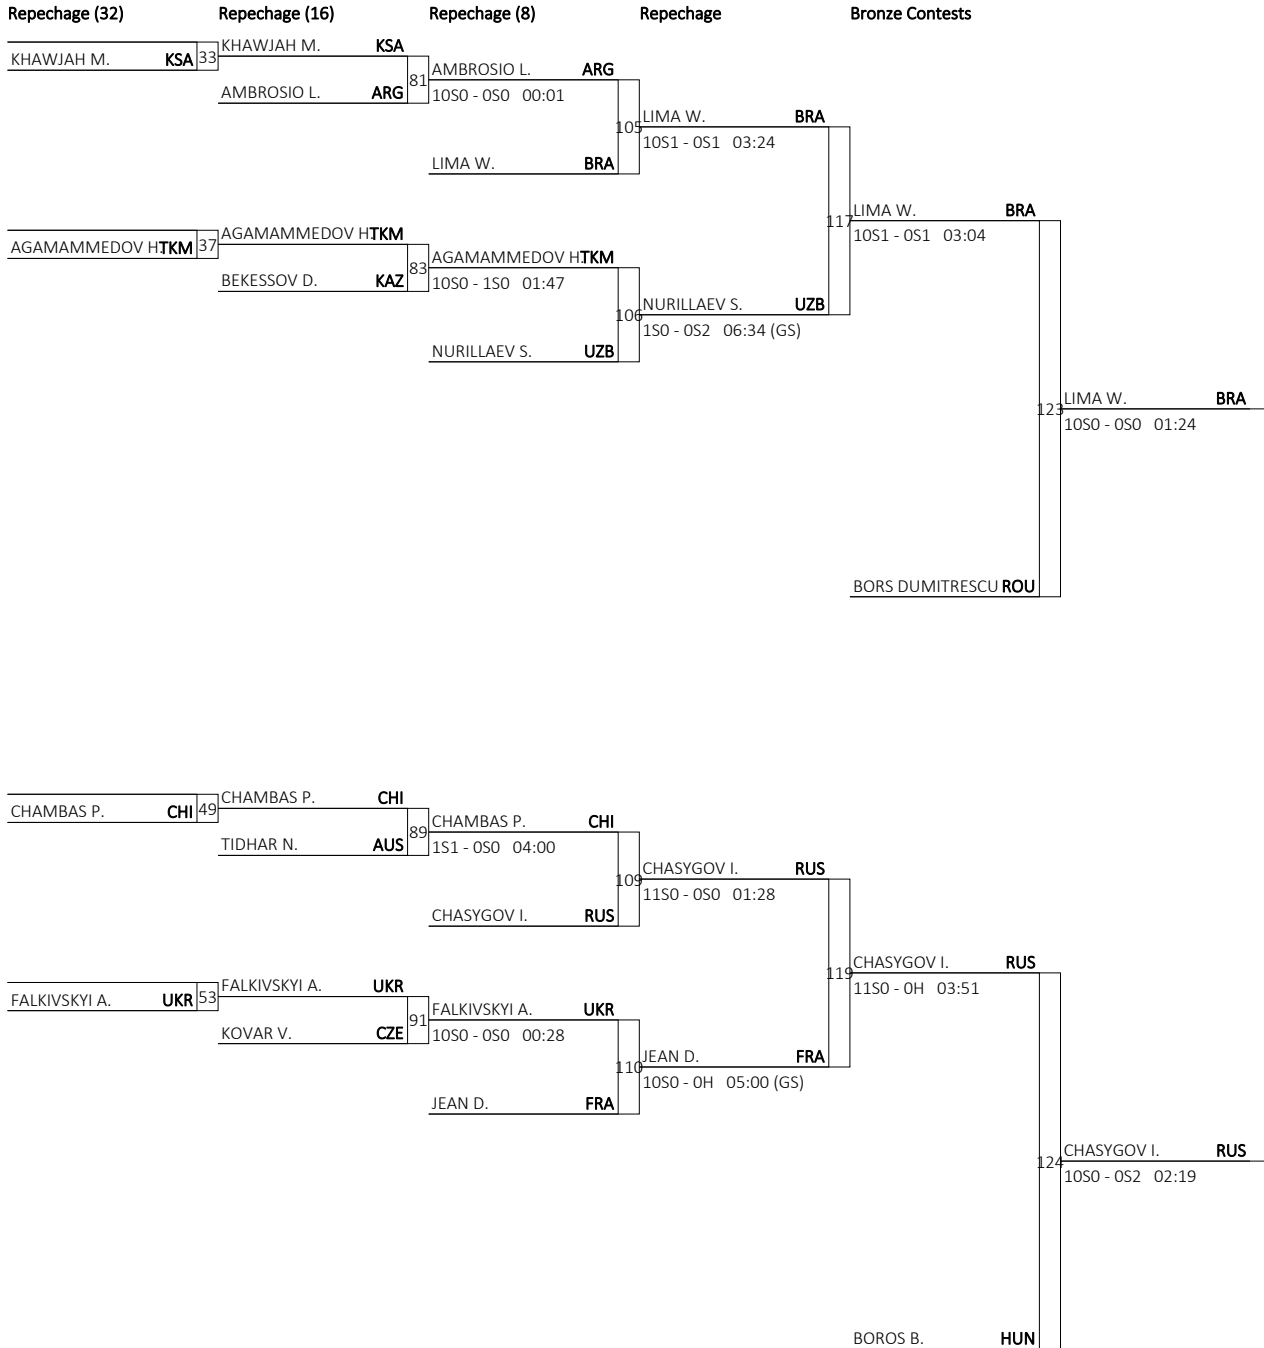 Repechage (32) Repechage (16) Repechage (8) Repechage Bronze Contests
KHAWJAH M. KSA 33
KHAWJAH M. KSA
AMBROSIO L. ARG
81
AMBROSIO L. ARG
10S0 - 0S0 00:01
LIMA W. BRA
105
LIMA W. BRA
10S1 - 0S1 03:24
AGAMAMMEDOV H. TKM 37
AGAMAMMEDOV H. TKM
BEKESSOV D. KAZ
83
AGAMAMMEDOV H. TKM
10S0 - 1S0 01:47
NURILLAEV S. UZB
106
NURILLAEV S. UZB
1S0 - 0S2 06:34 (GS)
117
LIMA W. BRA
10S1 - 0S1 03:04
BORS DUMITRESCU ROU
123
LIMA W. BRA
10S0 - 0S0 01:24
CHAMBAS P. CHI 49
CHAMBAS P. CHI
TIDHAR N. AUS
89
CHAMBAS P. CHI
1S1 - 0S0 04:00
CHASYGOV I. RUS
109
CHASYGOV I. RUS
11S0 - 0S0 01:28
FALKIVSKYI A. UKR 53
FALKIVSKYI A. UKR
KOVAR V. CZE
91
FALKIVSKYI A. UKR
10S0 - 0S0 00:28
JEAN D. FRA
110
JEAN D. FRA
10S0 - 0H 05:00 (GS)
119
CHASYGOV I. RUS
11S0 - 0H 03:51
BOROS B. HUN
124
CHASYGOV I. RUS
10S0 - 0S2 02:19